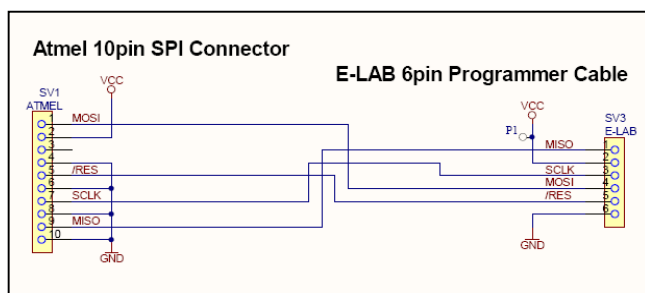 Atmel 10pin SPI Connector
E-LAB 6pin Programmer Cable
VCC
SV1
ATMEL
1 MOSI
2
3
4
5 /RES
6
7 SCLK
8
9 MISO
10
GND
VCC
P1
SV3
E-LAB
MISO 1
2
SCLK 3
MOSI 4
/RES 5
6
GND